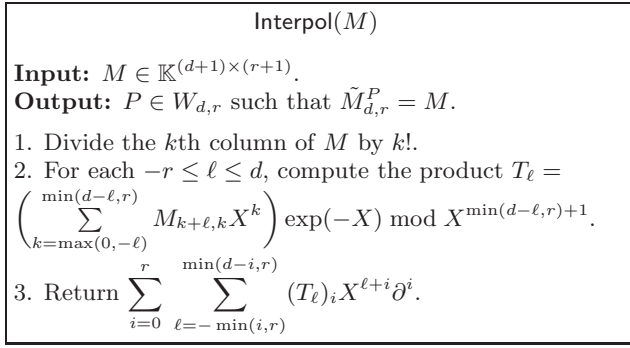 Interpol(M)
Input: M ∈ 𝕂^{(d+1)×(r+1)}.
Output: P ∈ W_{d,r} such that M̃^P_{d,r} = M.
1. Divide the kth column of M by k!.
2. For each −r ≤ ℓ ≤ d, compute the product T_ℓ =
(∑_{k=max(0,−ℓ)}^{min(d−ℓ,r)} M_{k+ℓ,k}X^k) exp(−X) mod X^{min(d−ℓ,r)+1}.
3. Return ∑_{i=0}^{r} ∑_{ℓ=−min(i,r)}^{min(d−i,r)} (T_ℓ)_i X^{ℓ+i}∂^i.